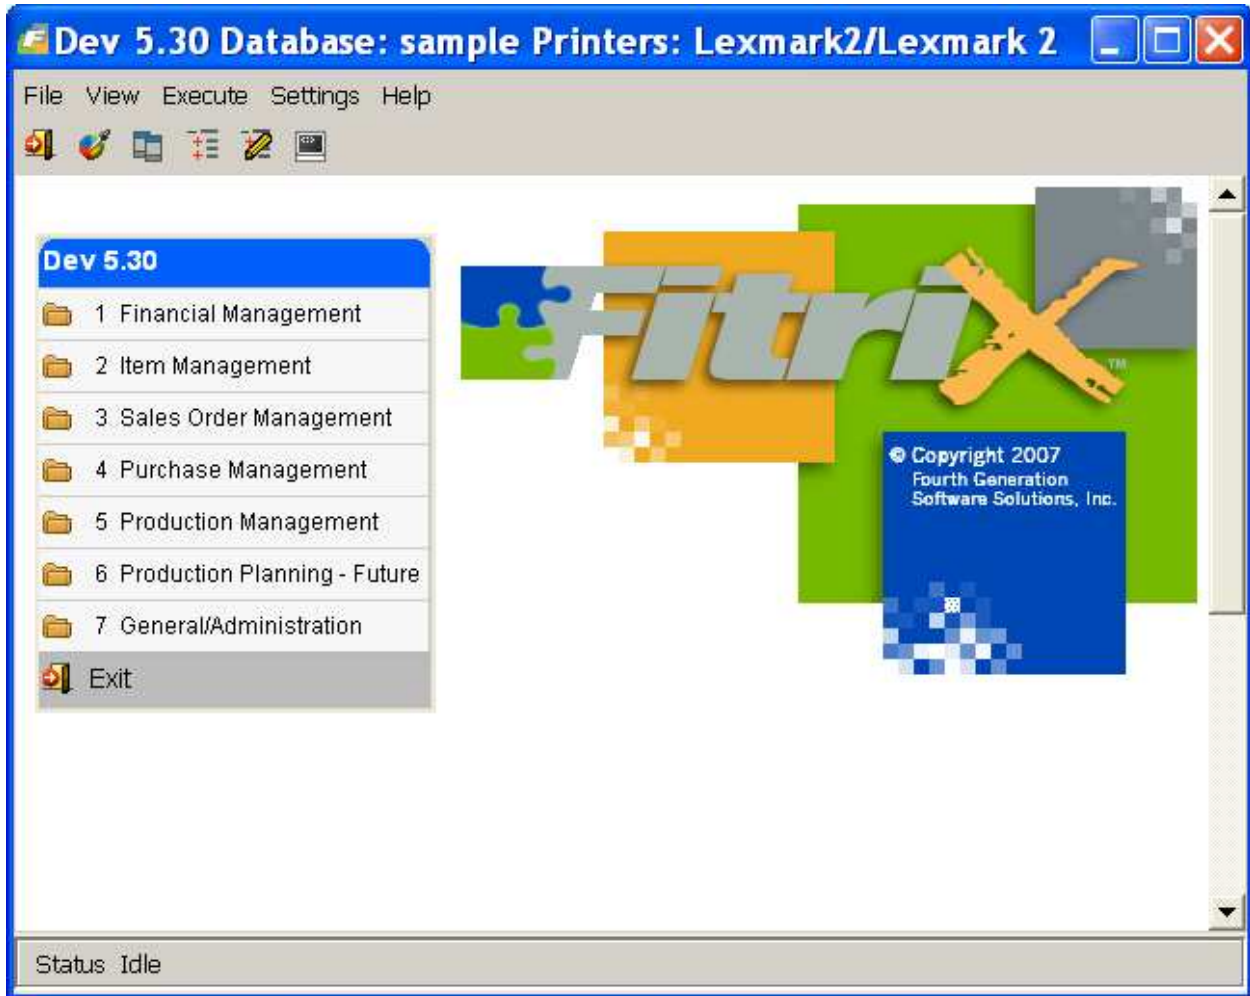 Dev 5.30 Database: sample Printers: Lexmark2/Lexmark 2
File View Execute Settings Help
Dev 5.30
1 Financial Management
2 Item Management
3 Sales Order Management
4 Purchase Management
5 Production Management
6 Production Planning - Future
7 General/Administration
Exit
FitriX
TM
© Copyright 2007
Fourth Generation
Software Solutions, Inc.
Status Idle